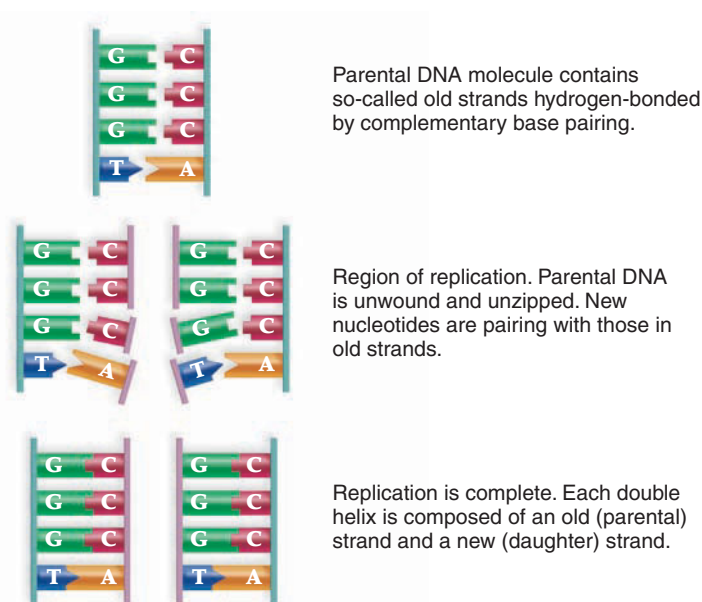 G C
G C
G C
T A
Parental DNA molecule contains
so-called old strands hydrogen-bonded
by complementary base pairing.
G C G C
G C G C
G C G C
T A T A
Region of replication. Parental DNA
is unwound and unzipped. New
nucleotides are pairing with those in
old strands.
G C G C
G C G C
G C G C
T A T A
Replication is complete. Each double
helix is composed of an old (parental)
strand and a new (daughter) strand.